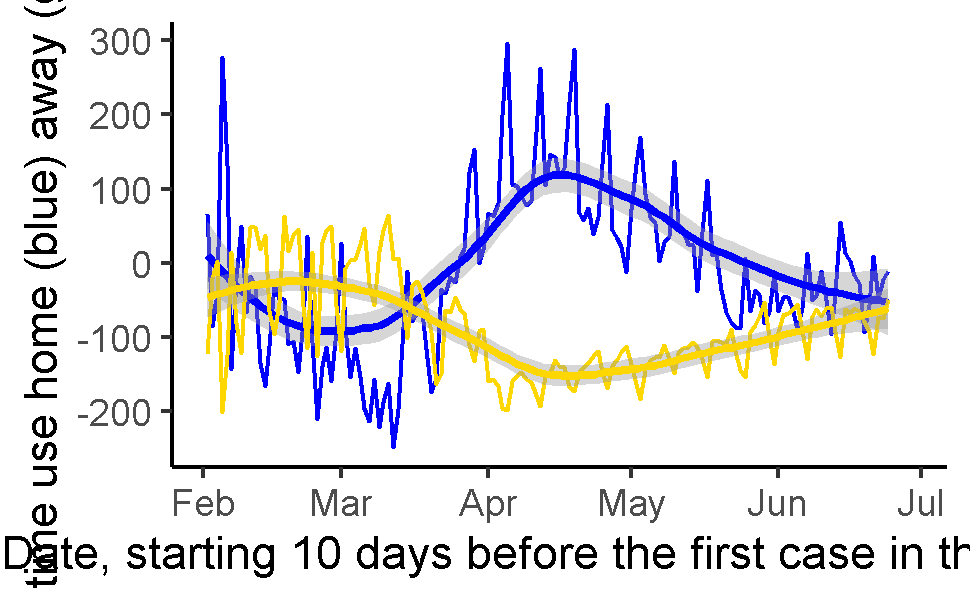 time use home (blue) away (
300
200
100
0
-100
-200
Feb Mar Apr May Jun Jul
Date, starting 10 days before the first case in th